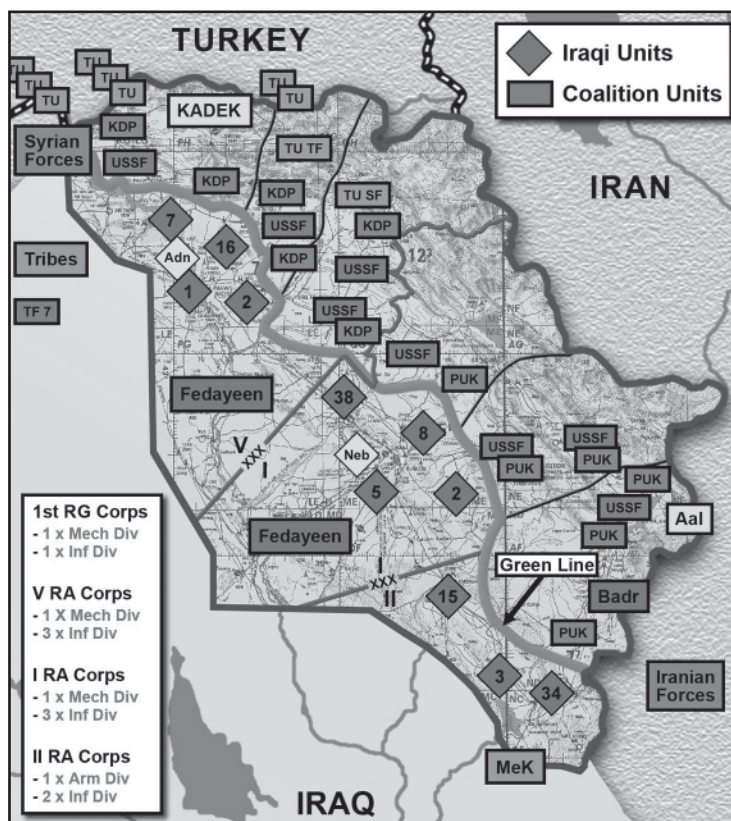 TURKEY
Iraqi Units
Coalition Units
TU
TU
TU
TU
TU
TU
TU
TU
KADEK
KDP
TU TF
Syrian
Forces
USSF
KDP
KDP
TU SF
IRAN
7
USSF
KDP
16
Adn
KDP
Tribes
USSF
1
2
TF 7
USSF
KDP
USSF
PUK
Fedayeen
38
V
XXX
I
8
Neb
USSF
PUK
USSF
PUK
PUK
5
2
USSF
Aal
PUK
Fedayeen
Green Line
I
XXX
II
15
Badr
PUK
3
34
Iranian
Forces
MeK
IRAQ
1st RG Corps
- 1 x Mech Div
- 1 x Inf Div
V RA Corps
- 1 X Mech Div
- 3 x Inf Div
I RA Corps
- 1 x Mech Div
- 3 x Inf Div
II RA Corps
- 1 x Arm Div
- 2 x Inf Div